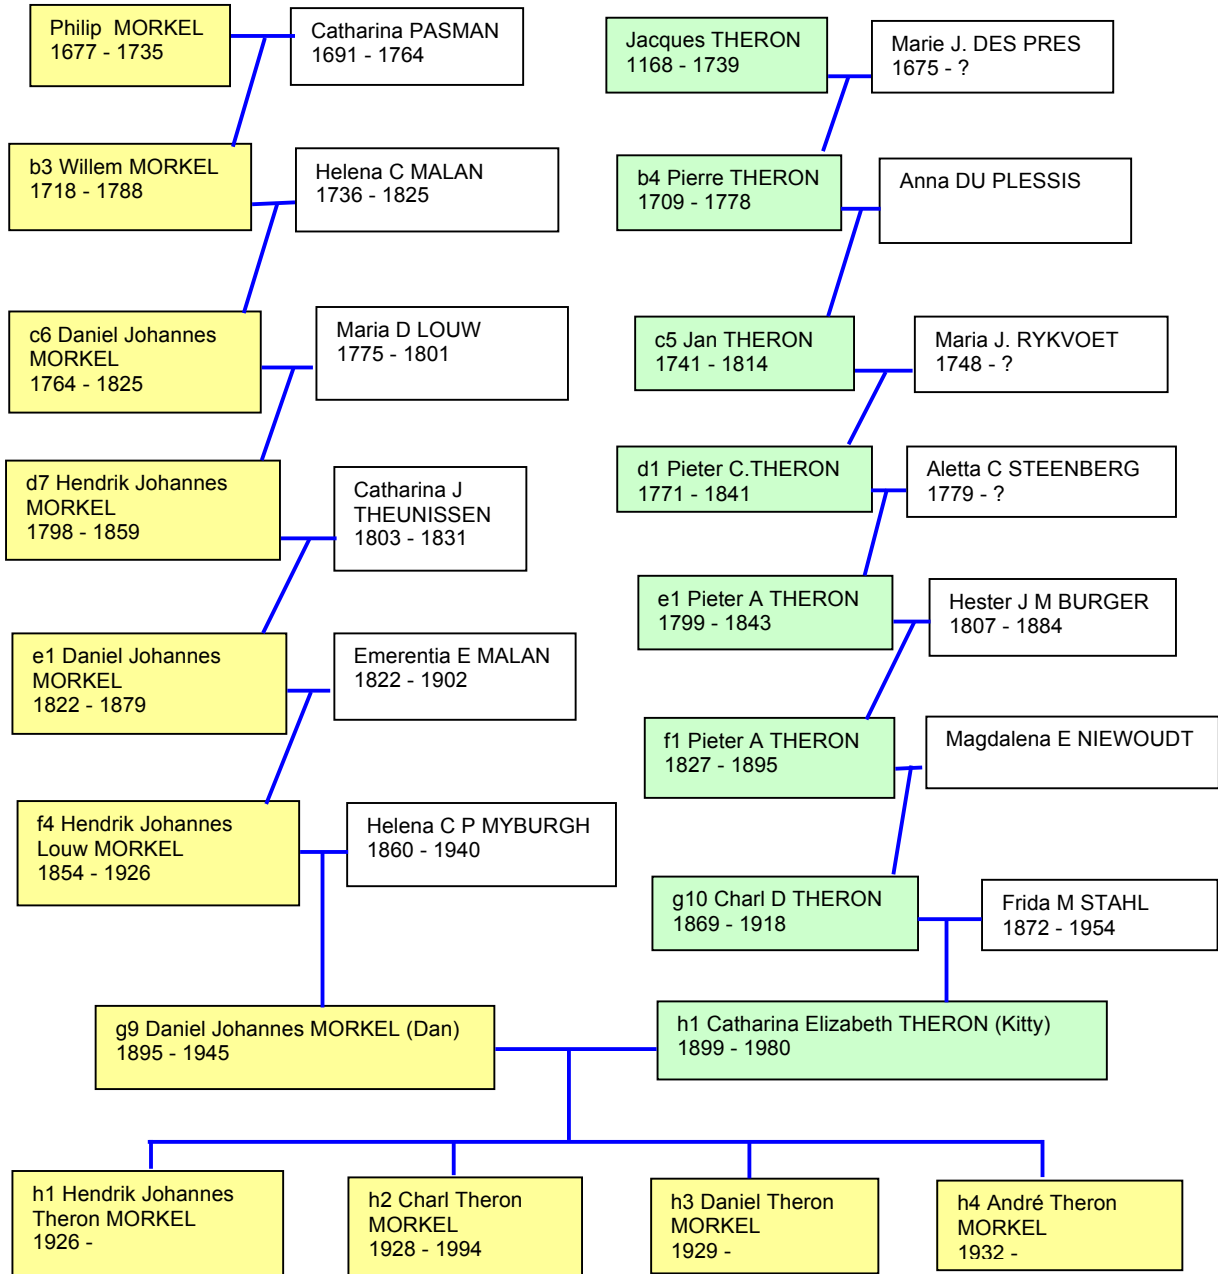 Philip MORKEL
1677 - 1735
Catharina PASMAN
1691 - 1764
Jacques THERON
1168 - 1739
Marie J. DES PRES
1675 - ?
b3 Willem MORKEL
1718 - 1788
Helena C MALAN
1736 - 1825
b4 Pierre THERON
1709 - 1778
Anna DU PLESSIS
c6 Daniel Johannes
MORKEL
1764 - 1825
Maria D LOUW
1775 - 1801
c5 Jan THERON
1741 - 1814
Maria J. RYKVOET
1748 - ?
d7 Hendrik Johannes
MORKEL
1798 - 1859
Catharina J
THEUNISSEN
1803 - 1831
d1 Pieter C.THERON
1771 - 1841
Aletta C STEENBERG
1779 - ?
e1 Pieter A THERON
1799 - 1843
Hester J M BURGER
1807 - 1884
e1 Daniel Johannes
MORKEL
1822 - 1879
Emerentia E MALAN
1822 - 1902
f1 Pieter A THERON
1827 - 1895
Magdalena E NIEWOUDT
f4 Hendrik Johannes
Louw MORKEL
1854 - 1926
Helena C P MYBURGH
1860 - 1940
g10 Charl D THERON
1869 - 1918
Frida M STAHL
1872 - 1954
g9 Daniel Johannes MORKEL (Dan)
1895 - 1945
h1 Catharina Elizabeth THERON (Kitty)
1899 - 1980
h1 Hendrik Johannes
Theron MORKEL
1926 -
h2 Charl Theron
MORKEL
1928 - 1994
h3 Daniel Theron
MORKEL
1929 -
h4 André Theron
MORKEL
1932 -